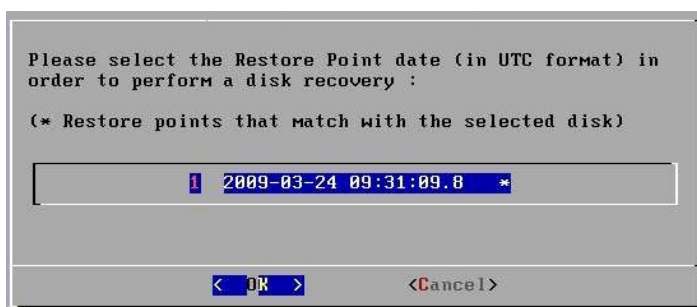 Please select the Restore Point date (in UTC format) in
order to perform a disk recovery :
(* Restore points that match with the selected disk)
1 2009-03-24 09:31:09.8 *
< OK > <Cancel>